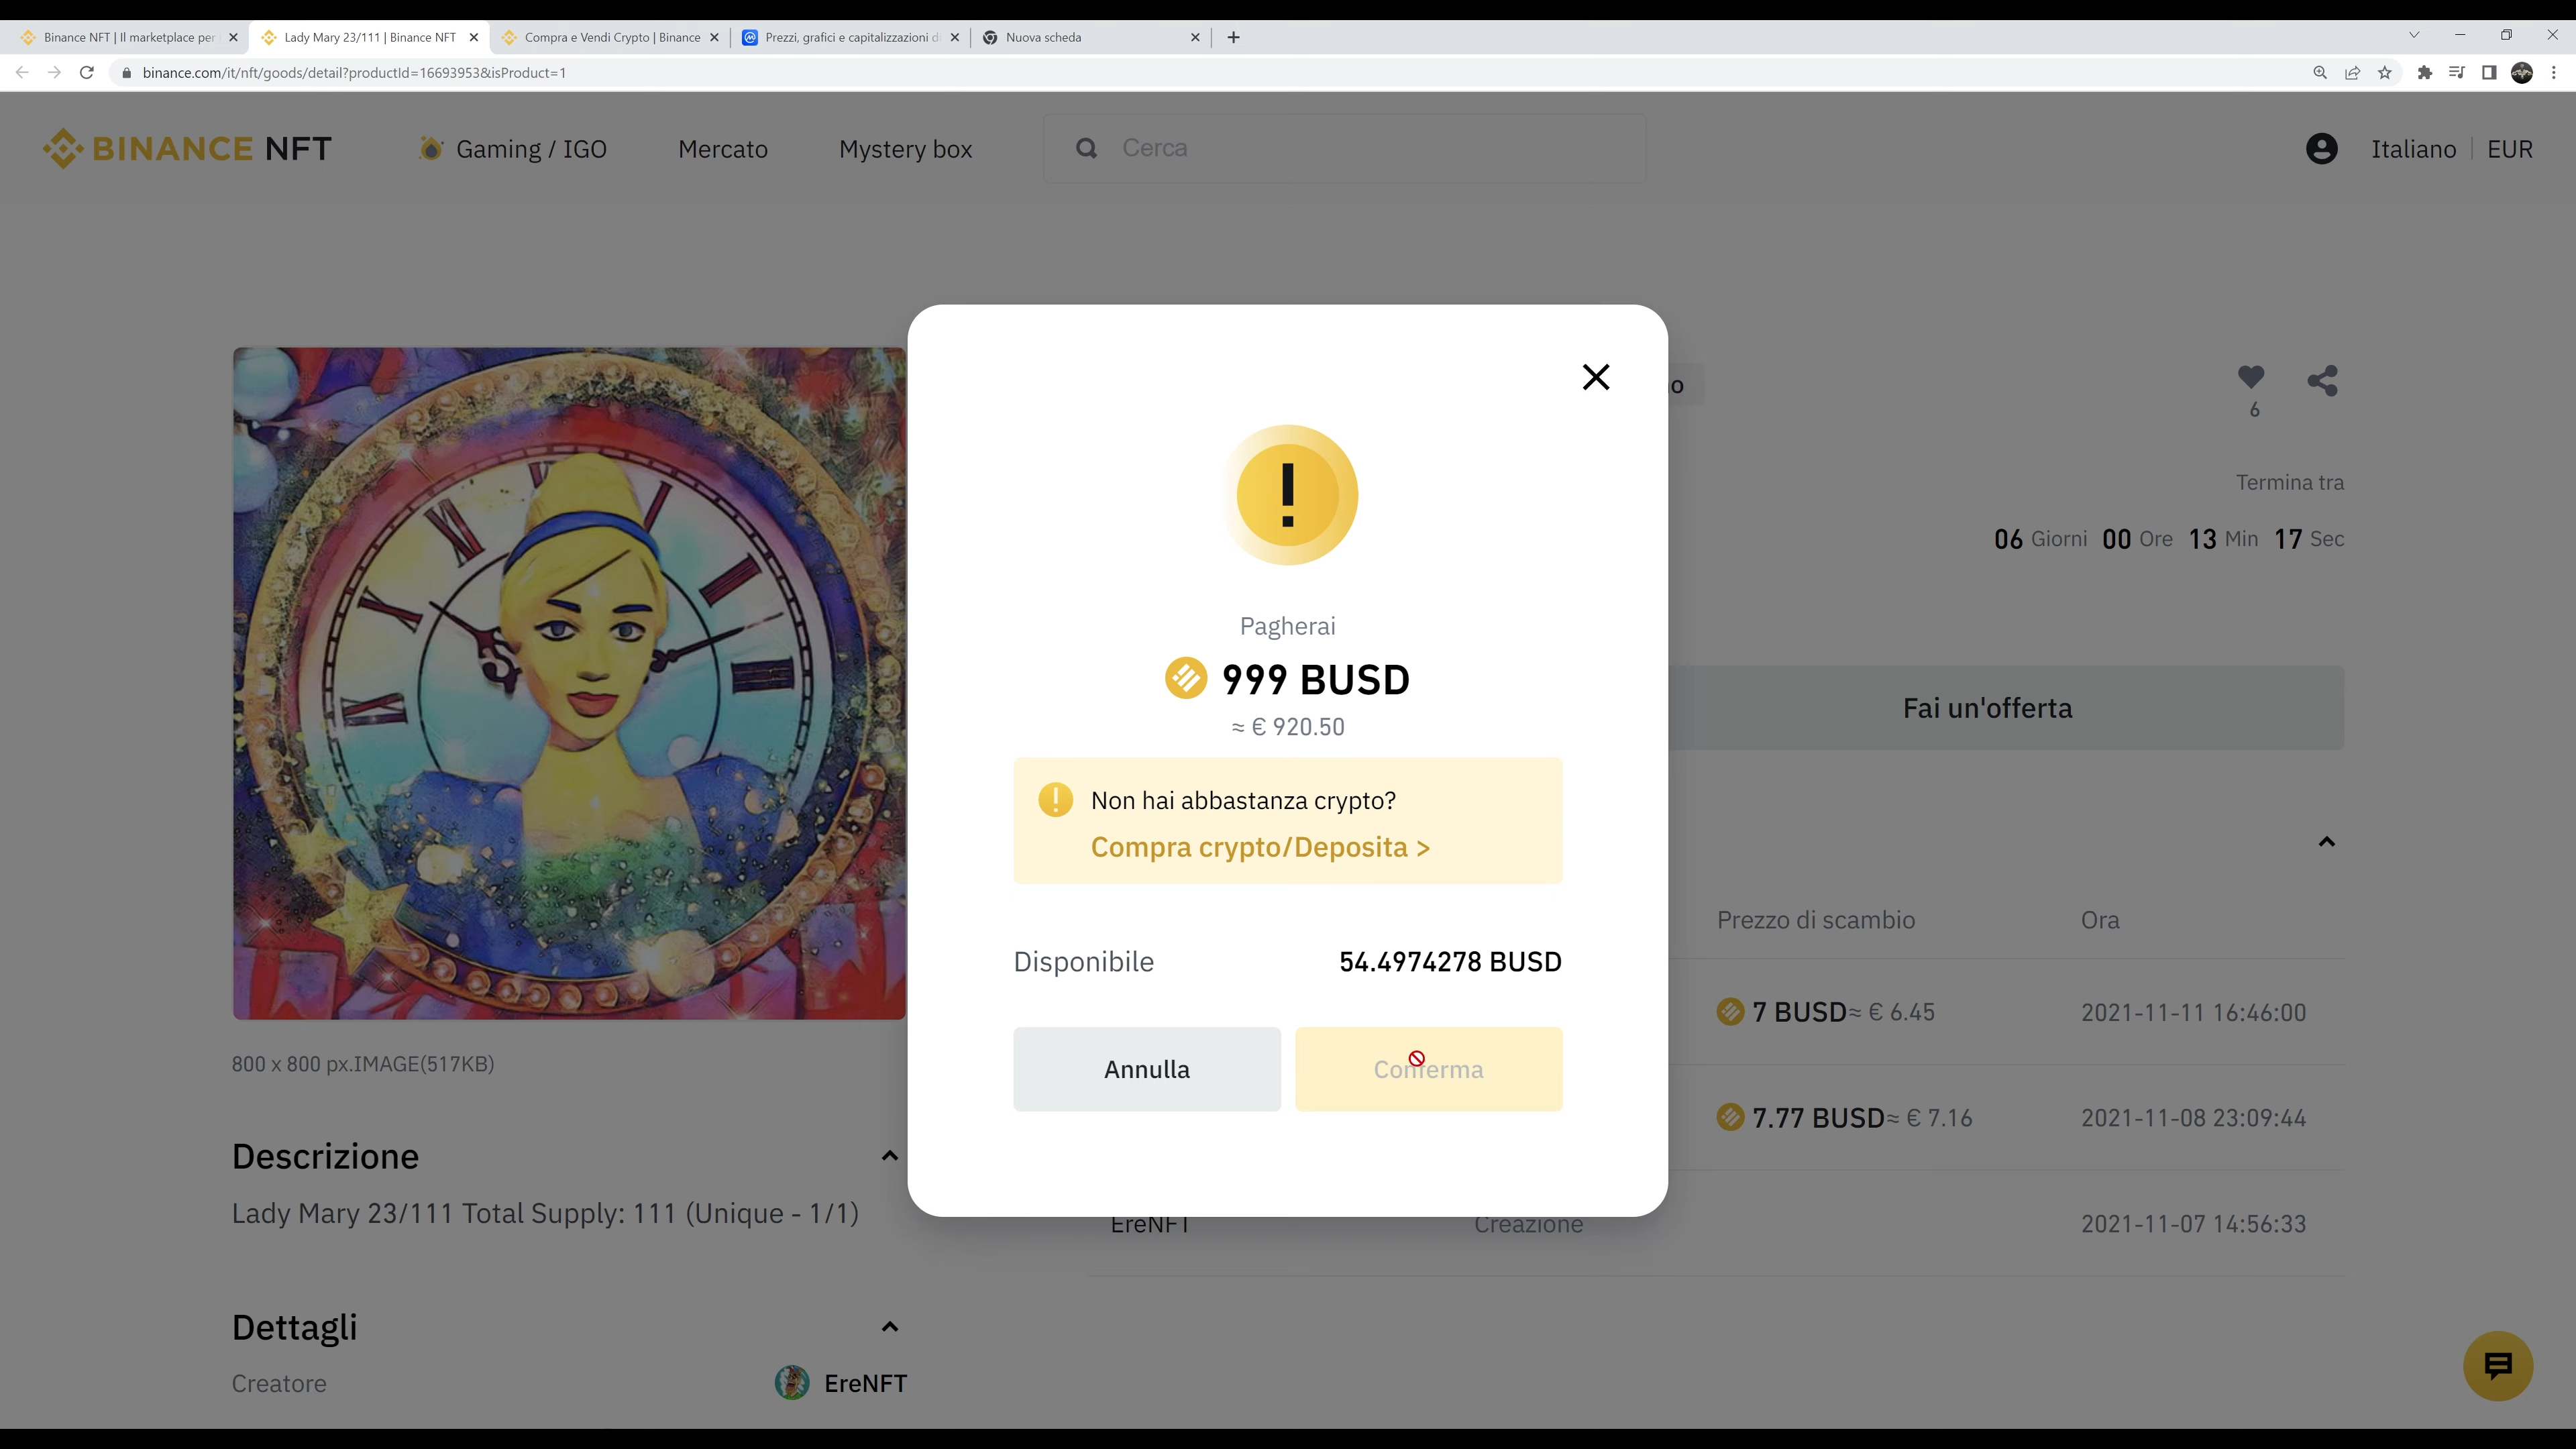 Binance NFT | Il marketplace per
Lady Mary 23/111 | Binance NFT
Compra e Vendi Crypto | Binance
Prezzi, grafici e capitalizzazioni d
Nuova scheda
binance.com/it/nft/goods/detail?productId=16693953&isProduct=1
BINANCE NFT
Gaming / IGO
Mercato
Mystery box
Cerca
Italiano
EUR
o
6
Termina tra
06 Giorni 00 Ore 13 Min 17 Sec
Pagherai
999 BUSD
≈ € 920.50
Fai un'offerta
Non hai abbastanza crypto?
Compra crypto/Deposita >
Disponibile
54.4974278 BUSD
Annulla
Conferma
Prezzo di scambio
Ora
7 BUSD≈ € 6.45
2021-11-11 16:46:00
7.77 BUSD≈ € 7.16
2021-11-08 23:09:44
EreNFT
Creazione
2021-11-07 14:56:33
800 x 800 px.IMAGE(517KB)
Descrizione
Lady Mary 23/111 Total Supply: 111 (Unique - 1/1)
Dettagli
Creatore
EreNFT